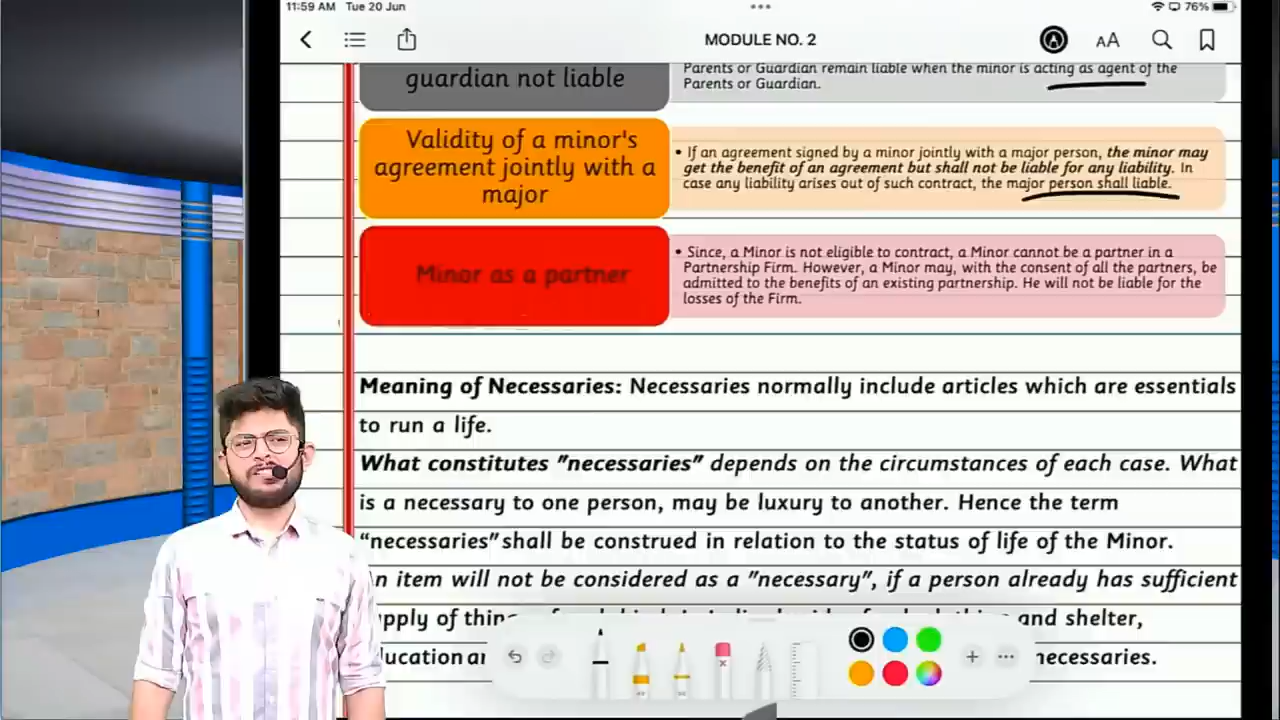 11:59 AM Tue 20 Jun
76%
MODULE NO. 2
AA
guardian not liable
Parents or Guardian remain liable when the minor is acting as agent of the
Parents or Guardian.
Validity of a minor's
agreement jointly with a
major
• If an agreement signed by a minor jointly with a major person, the minor may
get the benefit of an agreement but shall not be liable for any liability. In
case any liability arises out of such contract, the major person shall liable.
Minor as a partner
• Since, a Minor is not eligible to contract, a Minor cannot be a partner in a
Partnership Firm. However, a Minor may, with the consent of all the partners, be
admitted to the benefits of an existing partnership. He will not be liable for the
losses of the Firm.
Meaning of Necessaries: Necessaries normally include articles which are essentials
to run a life.
What constitutes "necessaries" depends on the circumstances of each case. What
is a necessary to one person, may be luxury to another. Hence the term
"necessaries" shall be construed in relation to the status of life of the Minor.
n item will not be considered as a "necessary", if a person already has sufficient
pply of and shelter,
ucation necessaries.